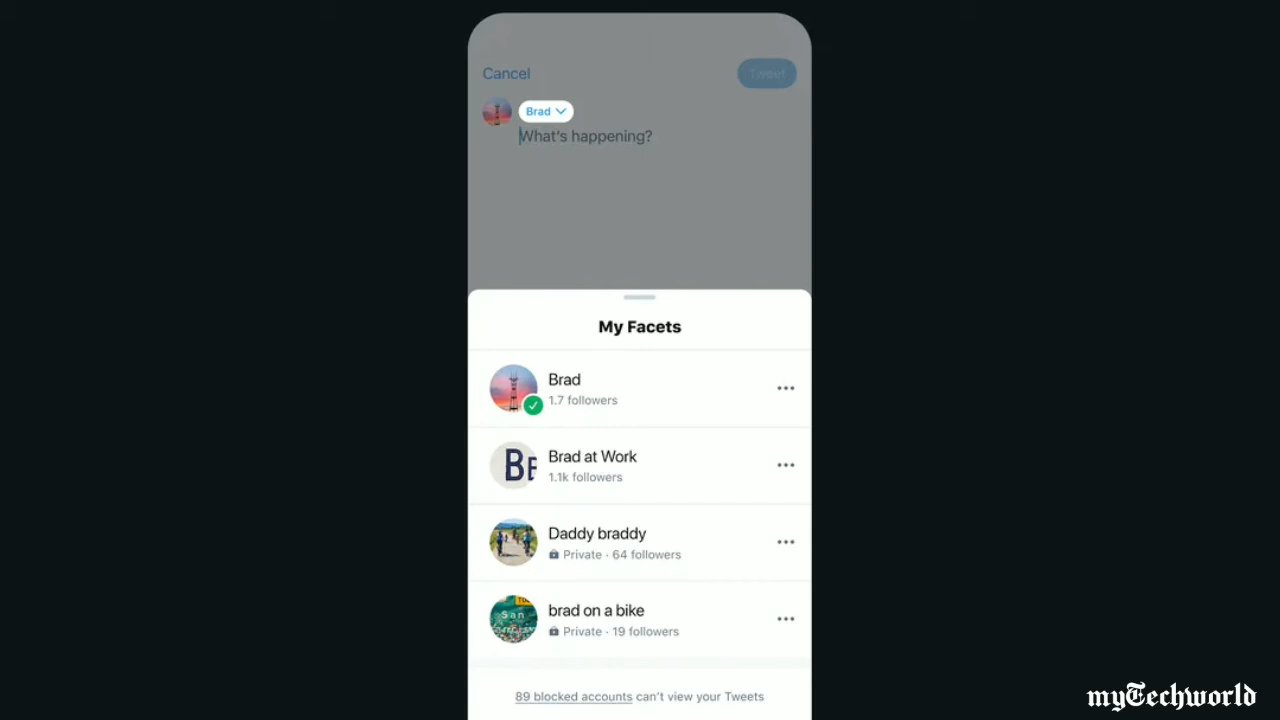 Cancel
Tweet
Brad
What's happening?
My Facets
Brad
1.7 followers
Brad at Work
1.1k followers
Daddy braddy
Private · 64 followers
brad on a bike
Private · 19 followers
89 blocked accounts can't view your Tweets
myTechworld